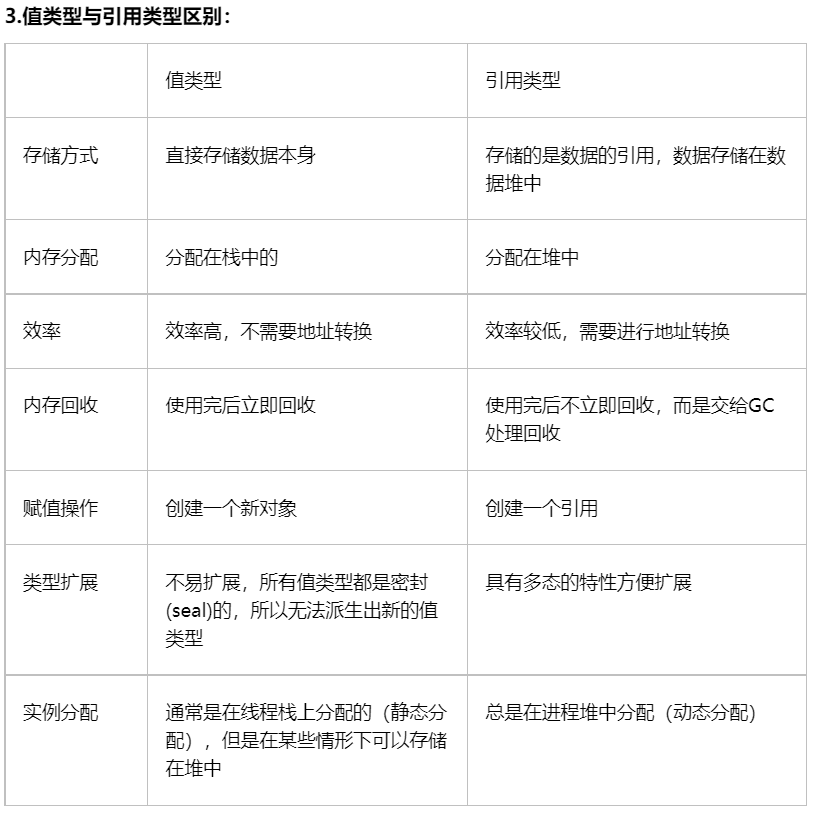 3.值类型与引用类型区别：
值类型
引用类型
存储方式
直接存储数据本身
存储的是数据的引用，数据存储在数
据堆中
内存分配
分配在栈中的
分配在堆中
效率
效率高，不需要地址转换
效率较低，需要进行地址转换
内存回收
使用完后立即回收
使用完后不立即回收，而是交给GC
处理回收
赋值操作
创建一个新对象
创建一个引用
类型扩展
不易扩展，所有值类型都是密封
(seal)的，所以无法派生出新的值
类型
具有多态的特性方便扩展
实例分配
通常是在线程栈上分配的（静态分
配），但是在某些情形下可以存储
在堆中
总是在进程堆中分配（动态分配）